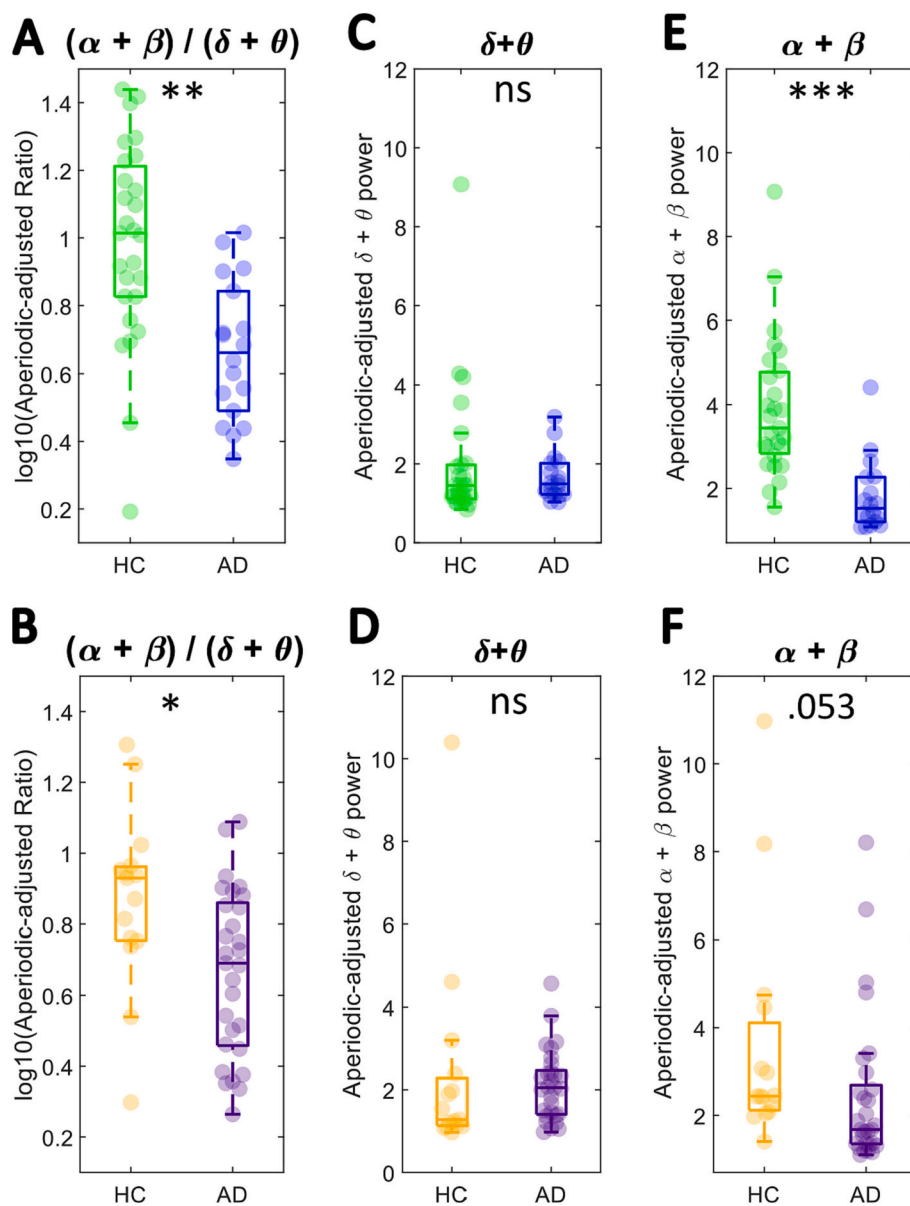 A (α + β) / (δ + θ)
**
log10(Aperiodic-adjusted Ratio)
1.4
1.2
1
0.8
0.6
0.4
0.2
HC AD
C δ+θ
ns
Aperiodic-adjusted δ + θ power
12
10
8
6
4
2
0
HC AD
E α + β
***
Aperiodic-adjusted α + β power
12
10
8
6
4
2
HC AD
B (α + β) / (δ + θ)
*
log10(Aperiodic-adjusted Ratio)
1.4
1.2
1
0.8
0.6
0.4
0.2
HC AD
D δ+θ
ns
Aperiodic-adjusted δ + θ power
12
10
8
6
4
2
0
HC AD
F α + β
.053
Aperiodic-adjusted α + β power
12
10
8
6
4
2
HC AD